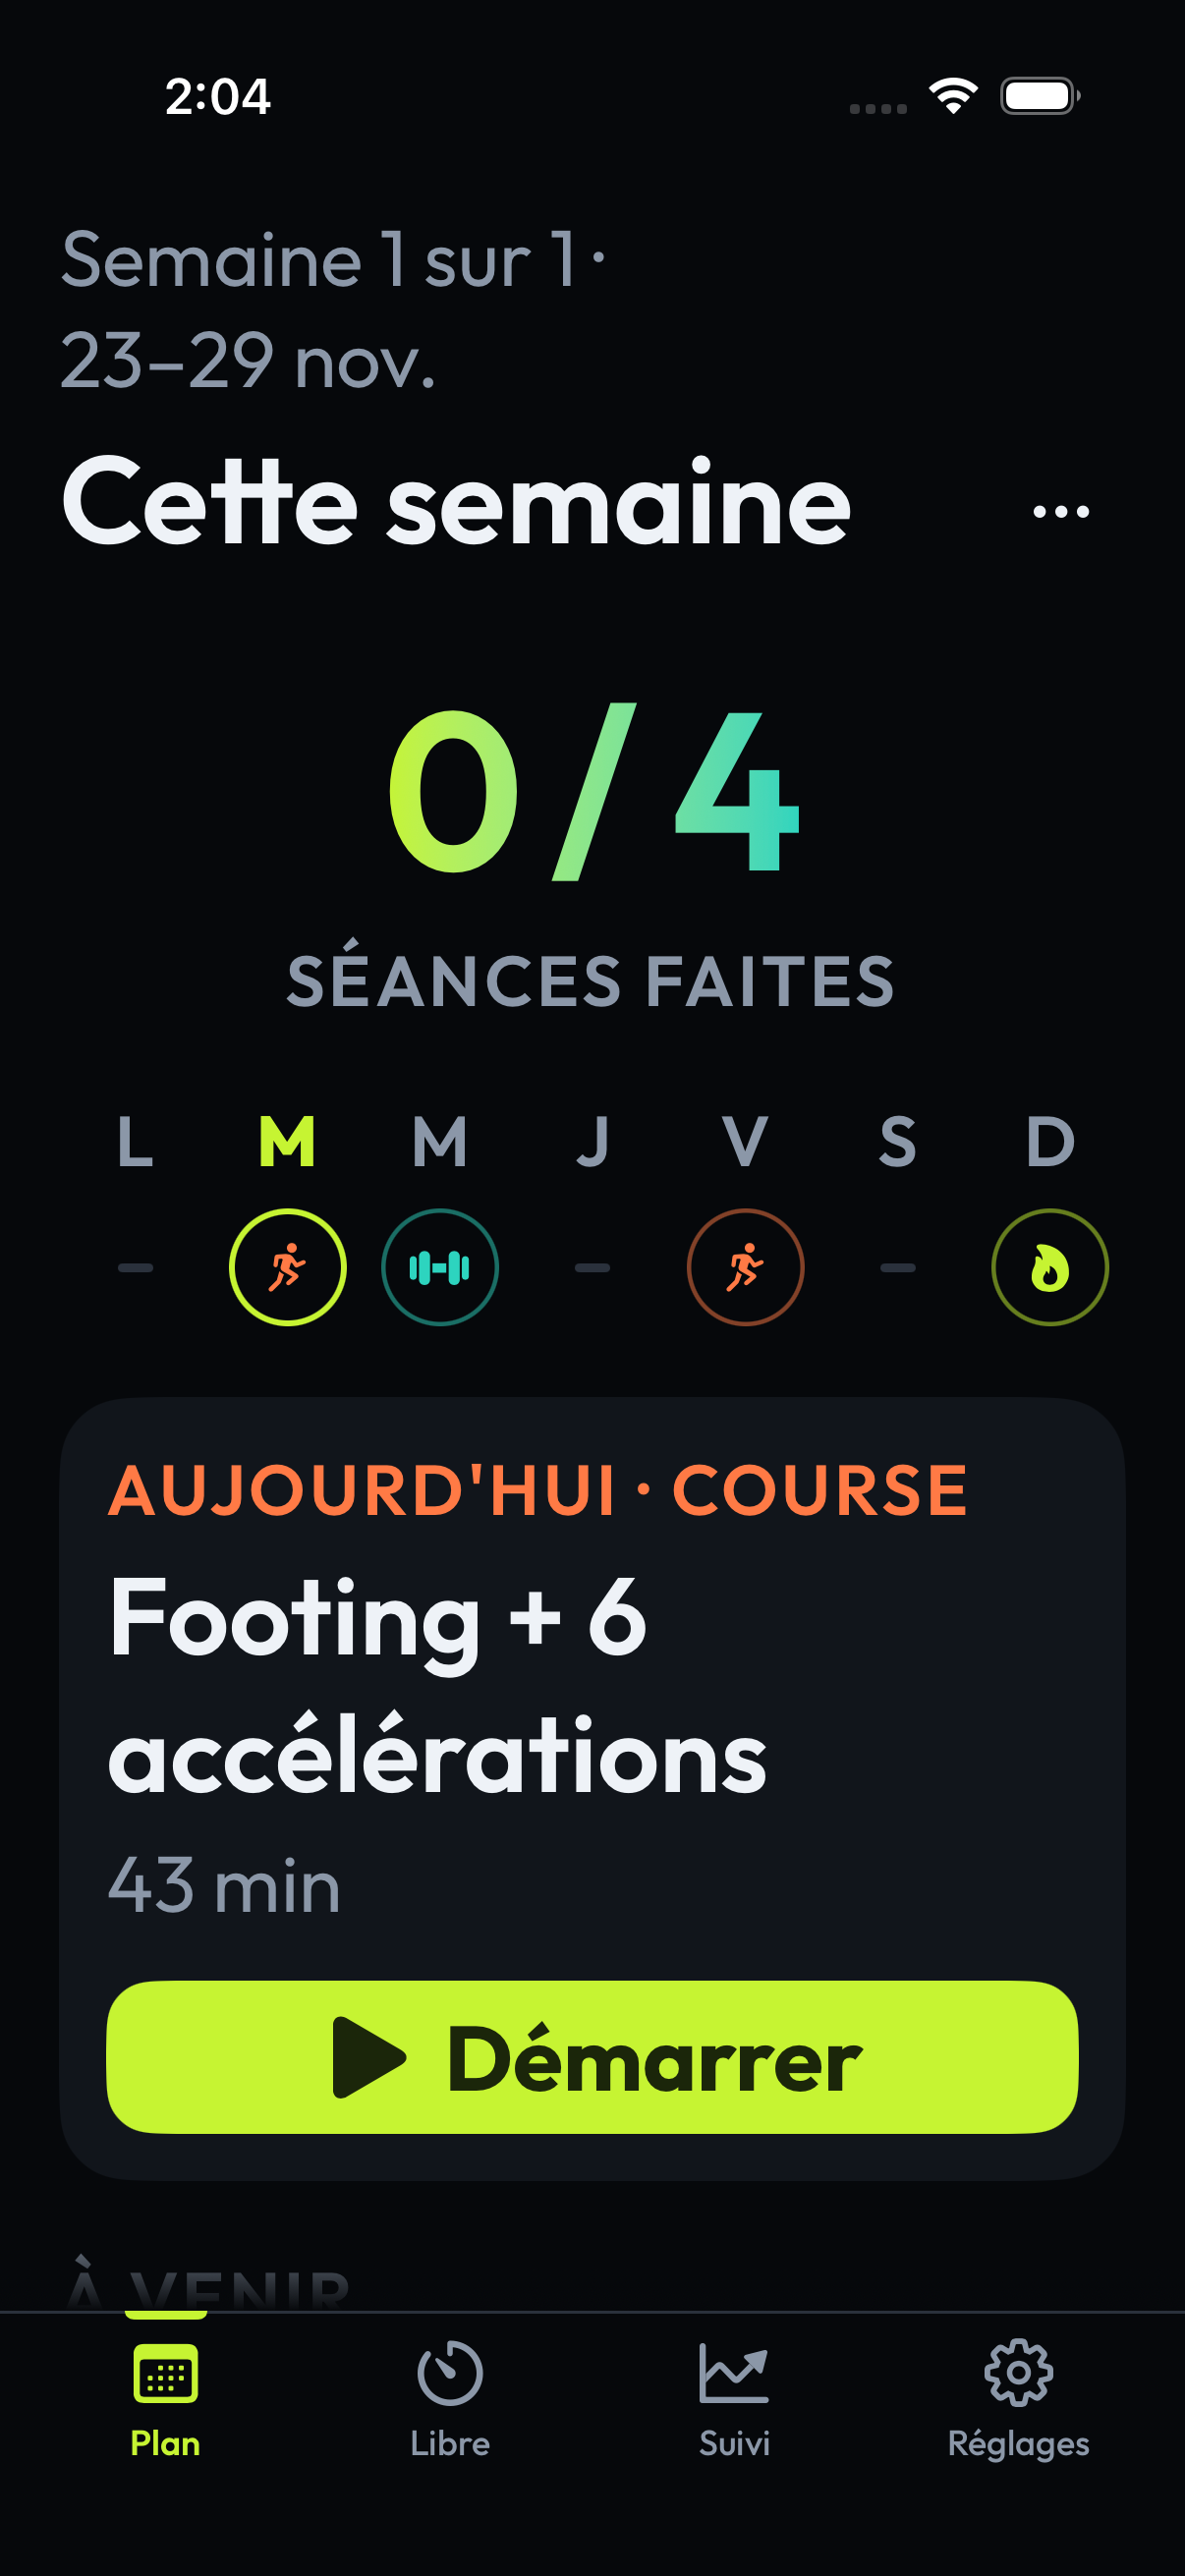 2:04
Semaine 1 sur 1 ·
23–29 nov.
Cette semaine
0/4
SÉANCES FAITES
L M M J V S D
AUJOURD'HUI · COURSE
Footing + 6
accélérations
43 min
Démarrer
À VENIR
Plan Libre Suivi Réglages